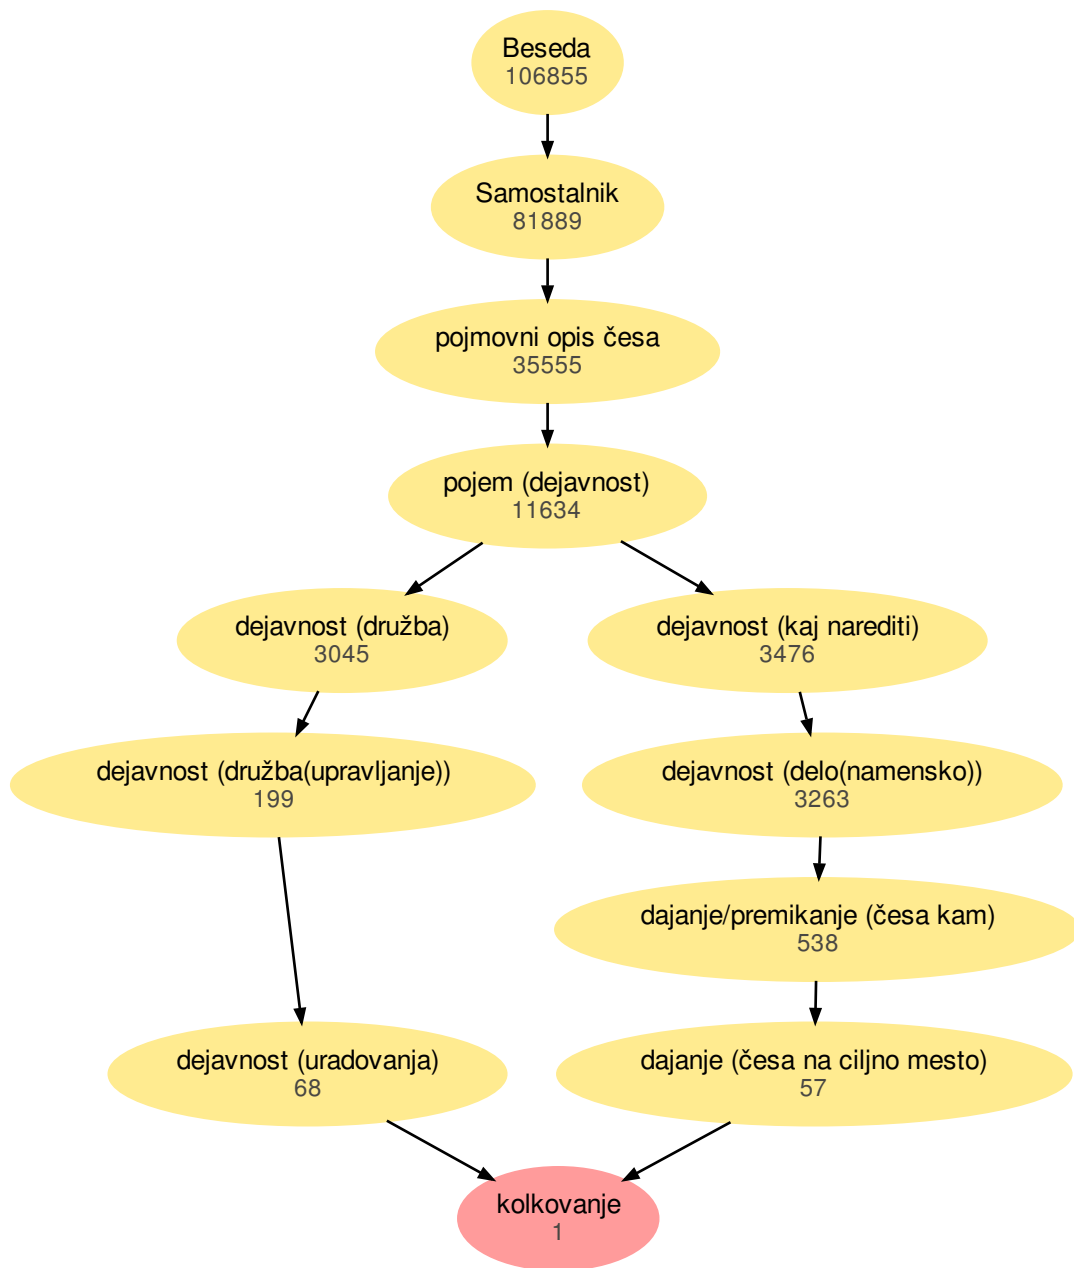 Beseda
106855
Samostalnik
81889
pojmovni opis česa
35555
pojem (dejavnost)
11634
dejavnost (družba)
3045
dejavnost (kaj narediti)
3476
dejavnost (družba(upravljanje))
199
dejavnost (delo(namensko))
3263
dajanje/premikanje (česa kam)
538
dejavnost (uradovanja)
68
dajanje (česa na ciljno mesto)
57
kolkovanje
1